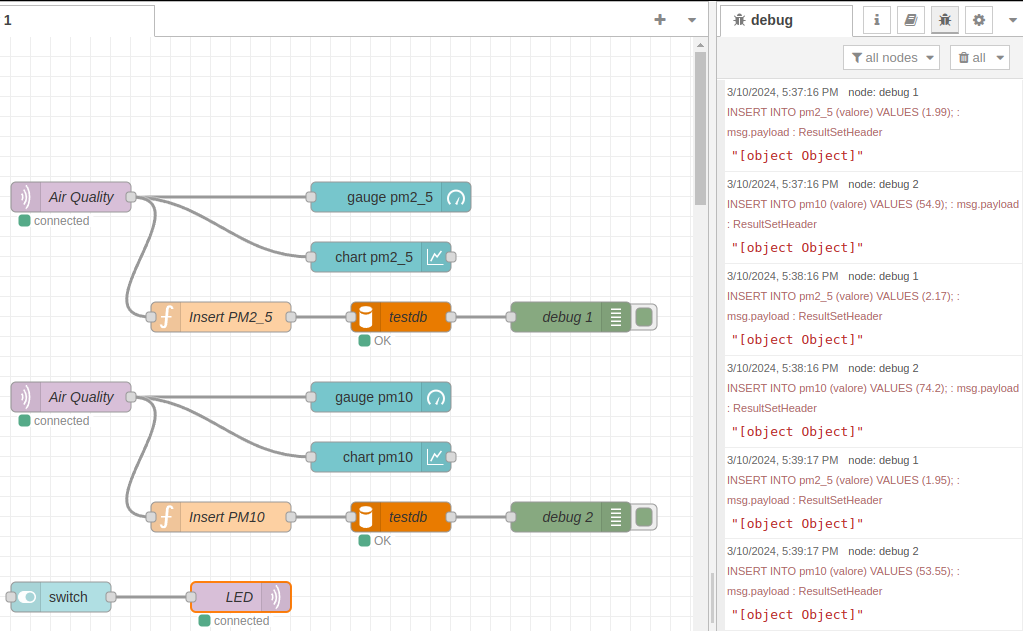 1
debug
all nodes
all
Air Quality
connected
gauge pm2_5
chart pm2_5
Insert PM2_5
testdb
OK
debug 1
Air Quality
connected
gauge pm10
chart pm10
Insert PM10
testdb
OK
debug 2
switch
LED
connected
3/10/2024, 5:37:16 PM node: debug 1
INSERT INTO pm2_5 (valore) VALUES (1.99); :
msg.payload : ResultSetHeader
"[object Object]"
3/10/2024, 5:37:16 PM node: debug 2
INSERT INTO pm10 (valore) VALUES (54.9); : msg.payload
: ResultSetHeader
"[object Object]"
3/10/2024, 5:38:16 PM node: debug 1
INSERT INTO pm2_5 (valore) VALUES (2.17); :
msg.payload : ResultSetHeader
"[object Object]"
3/10/2024, 5:38:16 PM node: debug 2
INSERT INTO pm10 (valore) VALUES (74.2); : msg.payload
: ResultSetHeader
"[object Object]"
3/10/2024, 5:39:17 PM node: debug 1
INSERT INTO pm2_5 (valore) VALUES (1.95); :
msg.payload : ResultSetHeader
"[object Object]"
3/10/2024, 5:39:17 PM node: debug 2
INSERT INTO pm10 (valore) VALUES (53.55); :
msg.payload : ResultSetHeader
"[object Object]"